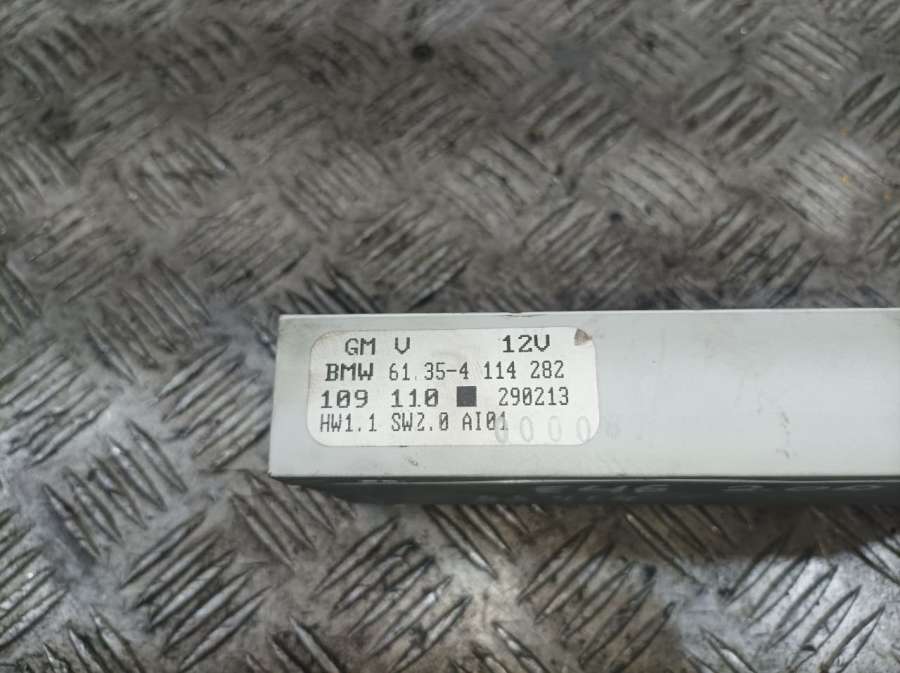 GM V 12V
BMW 61.35-4 114 282
109 110 ■ 290213
HW1.1 SW2.0 AI01